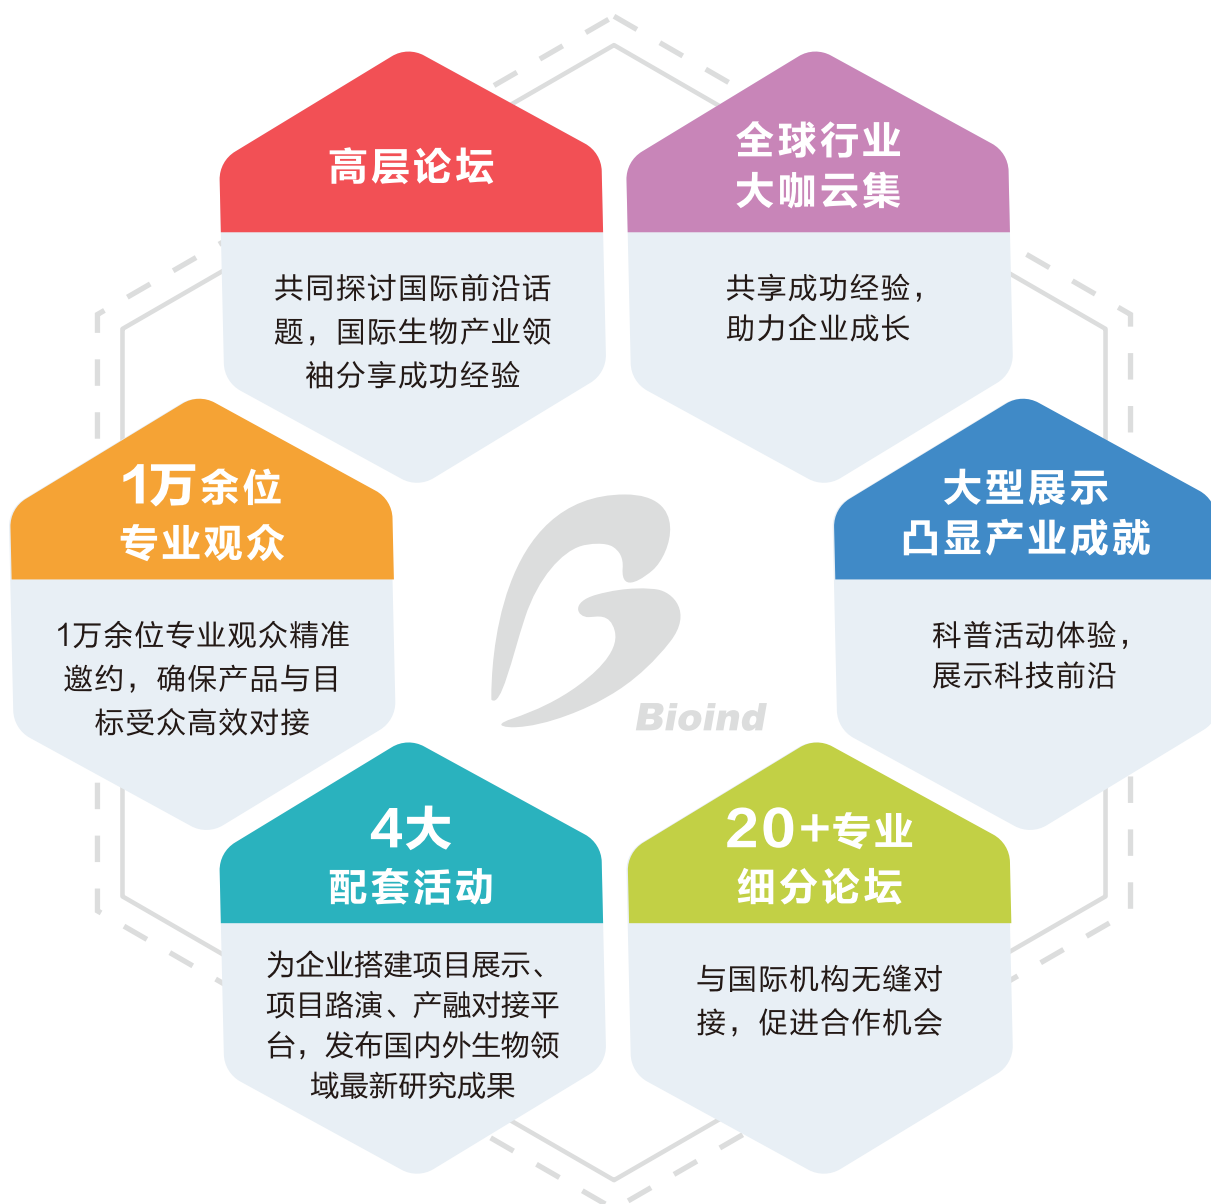 高层论坛
共同探讨国际前沿话
题，国际生物产业领
袖分享成功经验
全球行业
大咖云集
共享成功经验，
助力企业成长
1万余位
专业观众
1万余位专业观众精准
邀约，确保产品与目
标受众高效对接
大型展示
凸显产业成就
科普活动体验，
展示科技前沿
Bioind
4大
配套活动
为企业搭建项目展示、
项目路演、产融对接平
台，发布国内外生物领
域最新研究成果
20+专业
细分论坛
与国际机构无缝对
接，促进合作机会